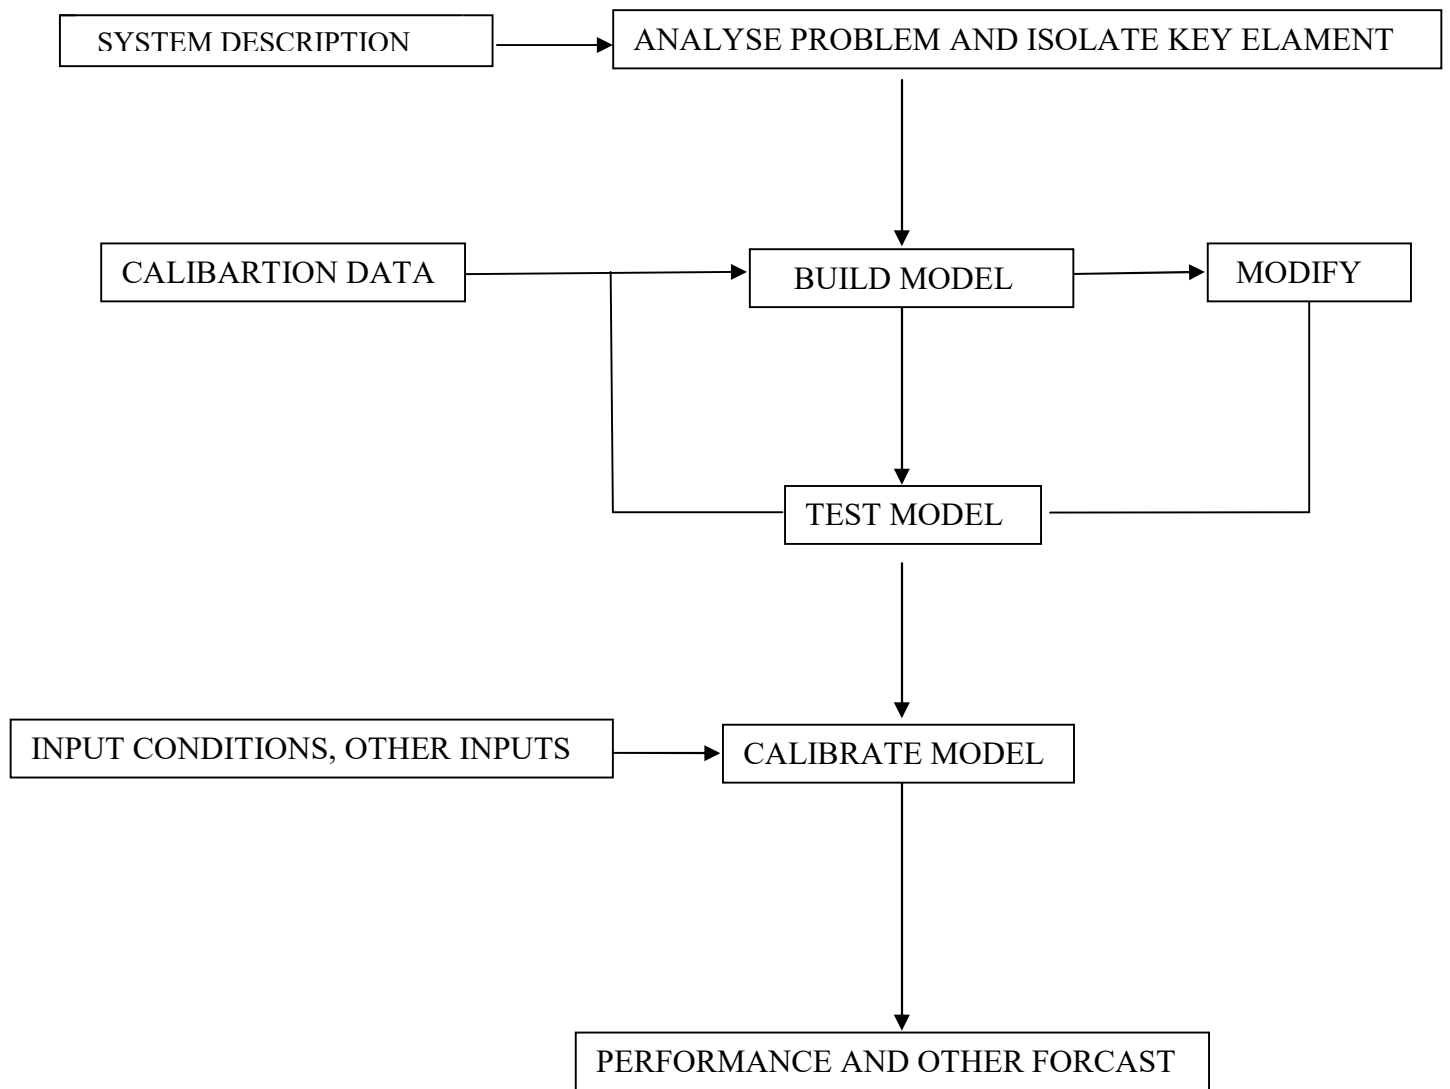 SYSTEM DESCRIPTION
ANALYSE PROBLEM AND ISOLATE KEY ELAMENT
CALIBARTION DATA
BUILD MODEL
MODIFY
TEST MODEL
INPUT CONDITIONS, OTHER INPUTS
CALIBRATE MODEL
PERFORMANCE AND OTHER FORCAST